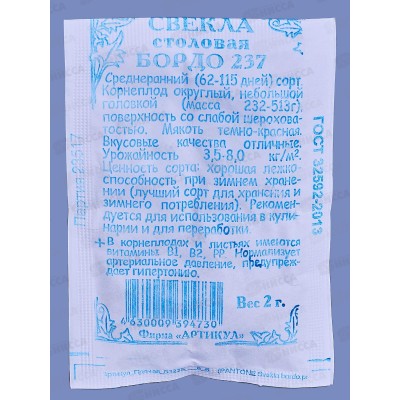 СВЕКЛА
столовая
БОРДО 237
Среднеранний (62-115 дней) сорт.
Корнеплод округлый, небольшой
головкой (масса 232-513г),
поверхность со слабой шерохова-
тостью. Мякоть темно-красная.
Вкусовые качества отличные.
Урожайность 3,5-8,0 кг/м².
Ценность сорта: хорошая лежко-
способность при зимнем хране-
нии (лучший сорт для хранения и
зимнего потребления). Рекомен-
дуется для использования в кули-
нарии и для переработки.
+ В корнеплодах и листьях имеются
витамины В1, В2, РР. Нормализует
артериальное давление, предупреж-
дает гипертонию.
Вес 2 г.
4630009394730
Фирма «АРТИКУЛ»
Партия 29517
ГОСТ 32592-2013